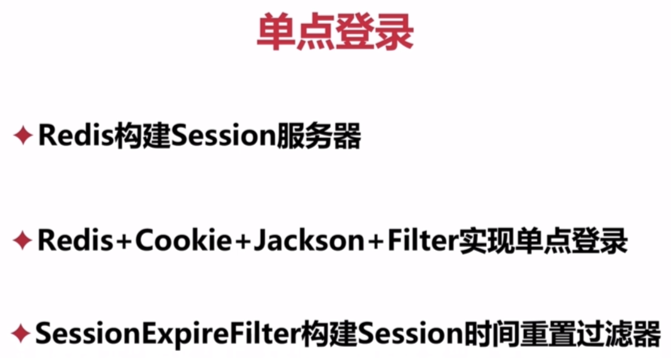 单点登录
Redis构建Session服务器
Redis+Cookie+Jackson+Filter实现单点登录
SessionExpireFilter构建Session时间重置过滤器